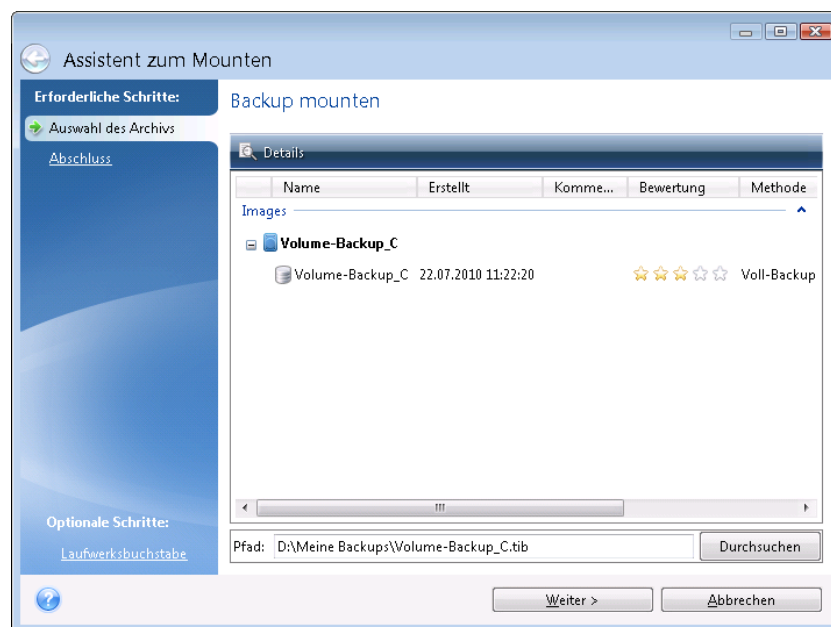 Assistent zum Mounten
Erforderliche Schritte:
Auswahl des Archivs
Abschluss
Optionale Schritte:
Laufwerksbuchstabe
Backup mounten
Details
Name Erstellt Komme... Bewertung Methode
Images
Volume-Backup_C
Volume-Backup_C 22.07.2010 11:22:20 Voll-Backup
Pfad: D:\Meine Backups\Volume-Backup_C.tib Durchsuchen
Weiter > Abbrechen